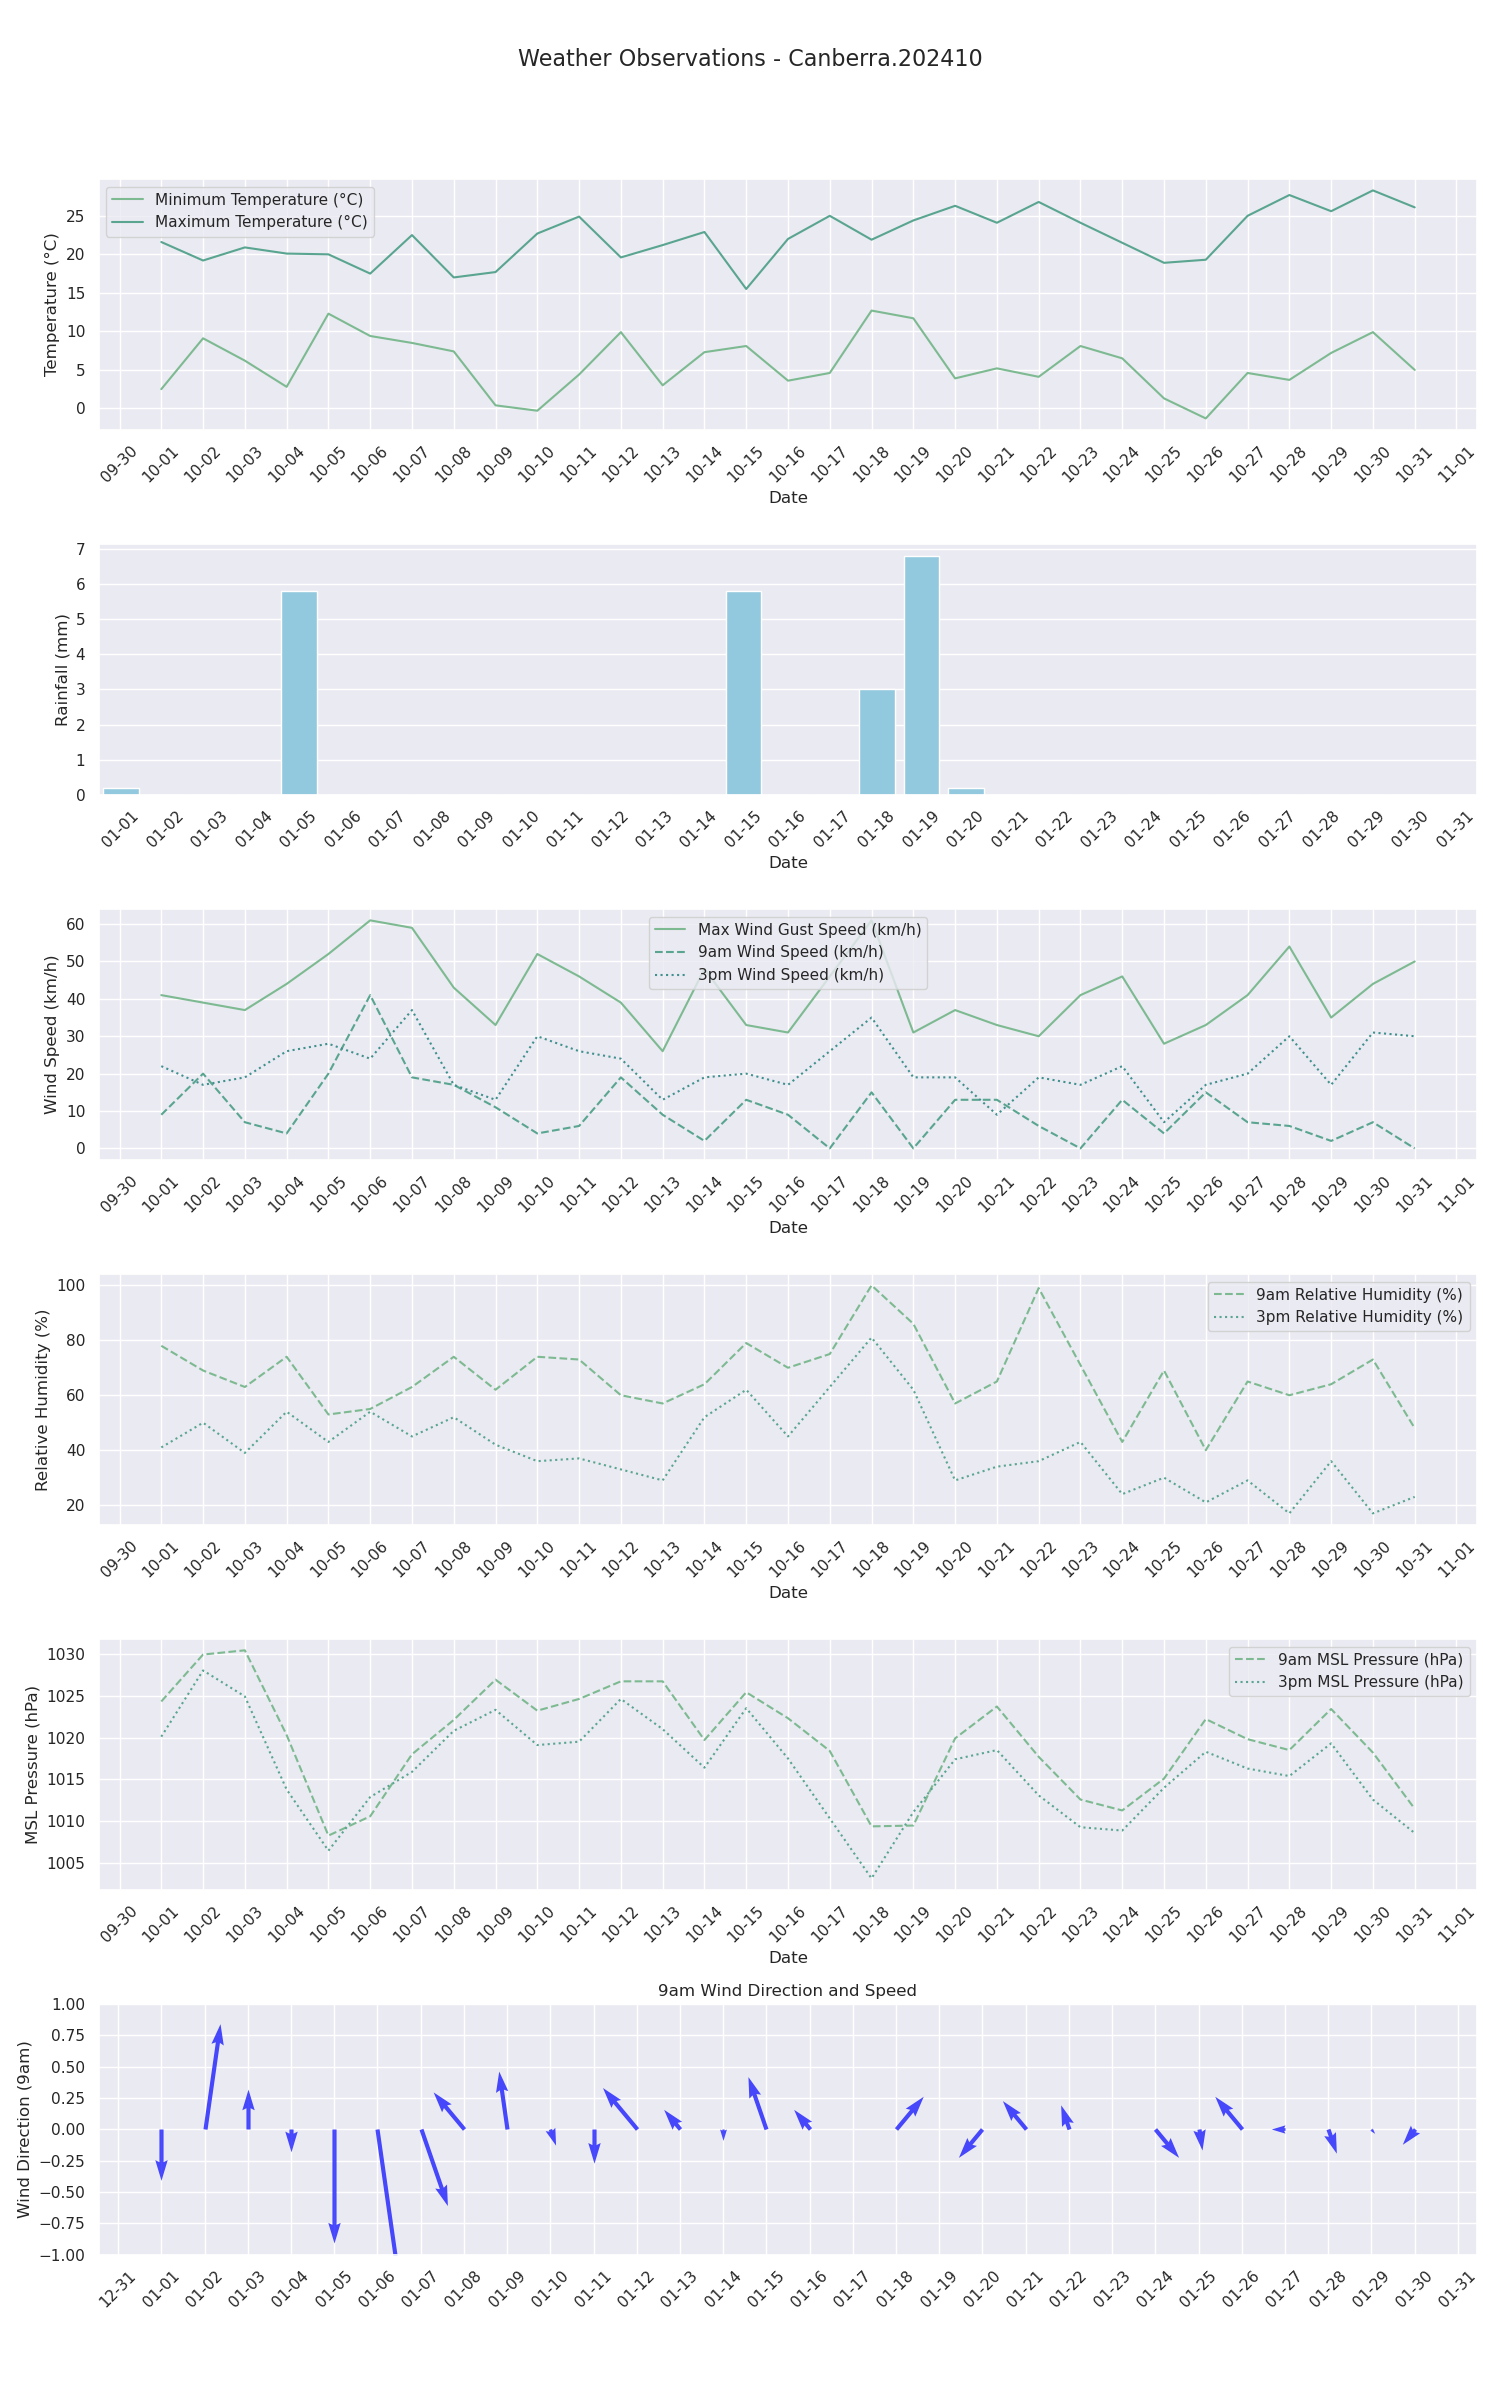 Weather Observations - Canberra.202410
Minimum Temperature (°C)
Maximum Temperature (°C)
Temperature (°C)
25
20
15
10
5
0
09-30 10-01 10-02 10-03 10-04 10-05 10-06 10-07 10-08 10-09 10-10 10-11 10-12 10-13 10-14 10-15 10-16 10-17 10-18 10-19 10-20 10-21 10-22 10-23 10-24 10-25 10-26 10-27 10-28 10-29 10-30 10-31 11-01
Date
Rainfall (mm)
7
6
5
4
3
2
1
0
01-01 01-02 01-03 01-04 01-05 01-06 01-07 01-08 01-09 01-10 01-11 01-12 01-13 01-14 01-15 01-16 01-17 01-18 01-19 01-20 01-21 01-22 01-23 01-24 01-25 01-26 01-27 01-28 01-29 01-30 01-31
Date
Max Wind Gust Speed (km/h)
9am Wind Speed (km/h)
3pm Wind Speed (km/h)
Wind Speed (km/h)
60
50
40
30
20
10
0
09-30 10-01 10-02 10-03 10-04 10-05 10-06 10-07 10-08 10-09 10-10 10-11 10-12 10-13 10-14 10-15 10-16 10-17 10-18 10-19 10-20 10-21 10-22 10-23 10-24 10-25 10-26 10-27 10-28 10-29 10-30 10-31 11-01
Date
9am Relative Humidity (%)
3pm Relative Humidity (%)
Relative Humidity (%)
100
80
60
40
20
09-30 10-01 10-02 10-03 10-04 10-05 10-06 10-07 10-08 10-09 10-10 10-11 10-12 10-13 10-14 10-15 10-16 10-17 10-18 10-19 10-20 10-21 10-22 10-23 10-24 10-25 10-26 10-27 10-28 10-29 10-30 10-31 11-01
Date
9am MSL Pressure (hPa)
3pm MSL Pressure (hPa)
MSL Pressure (hPa)
1030
1025
1020
1015
1010
1005
09-30 10-01 10-02 10-03 10-04 10-05 10-06 10-07 10-08 10-09 10-10 10-11 10-12 10-13 10-14 10-15 10-16 10-17 10-18 10-19 10-20 10-21 10-22 10-23 10-24 10-25 10-26 10-27 10-28 10-29 10-30 10-31 11-01
Date
9am Wind Direction and Speed
Wind Direction (9am)
1.00
0.75
0.50
0.25
0.00
−0.25
−0.50
−0.75
−1.00
12-31 01-01 01-02 01-03 01-04 01-05 01-06 01-07 01-08 01-09 01-10 01-11 01-12 01-13 01-14 01-15 01-16 01-17 01-18 01-19 01-20 01-21 01-22 01-23 01-24 01-25 01-26 01-27 01-28 01-29 01-30 01-31